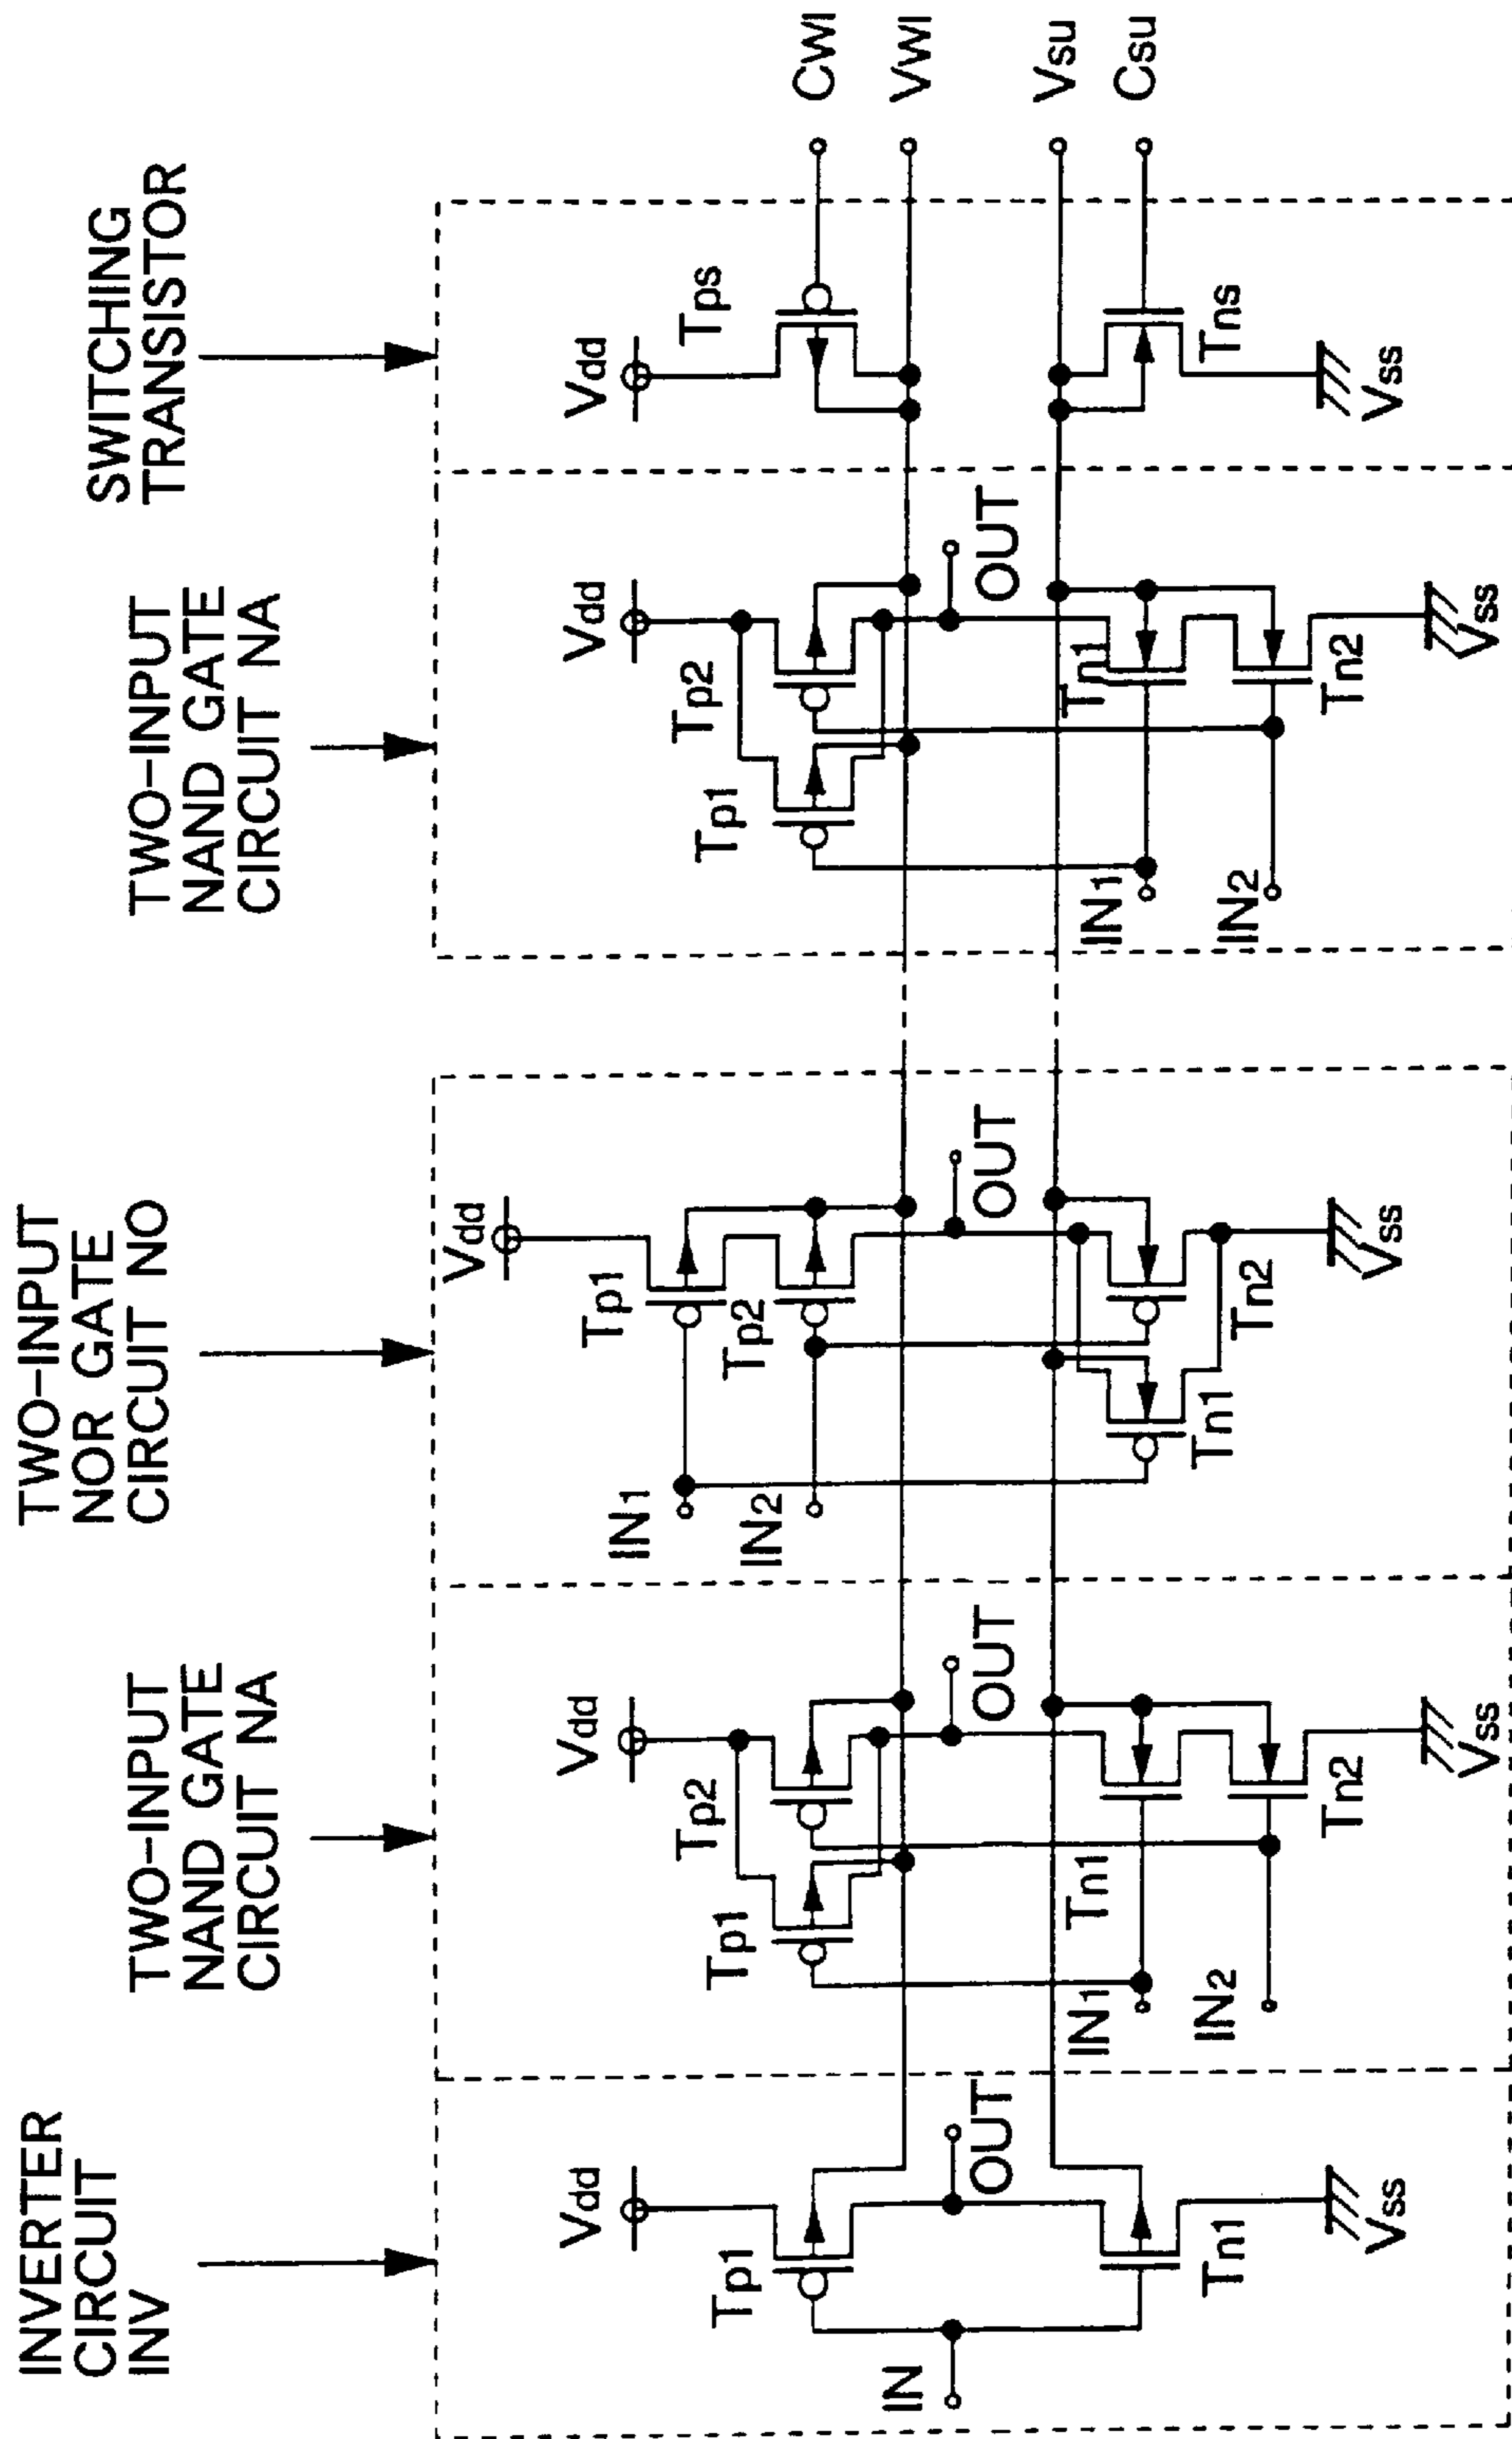 INVERTER
CIRCUIT
INV
TWO-INPUT
NAND GATE
CIRCUIT NA
TWO-INPUT
NOR GATE
CIRCUIT NO
TWO-INPUT
NAND GATE
CIRCUIT NA
SWITCHING
TRANSISTOR
Vdd
Tp1
IN
OUT
Tn1
Vss
Vdd
Tp2
Tp1
OUT
Tn1
IN1
IN2
Tn2
Vss
Vdd
Tp1
Tp2
IN1
IN2
OUT
Tn2
Tn1
Vss
Vdd
Tp2
Tp1
OUT
Tn1
IN1
IN2
Tn2
Vss
Vdd
Tps
Tns
Vss
Cwl
Vwl
Vsu
Csu